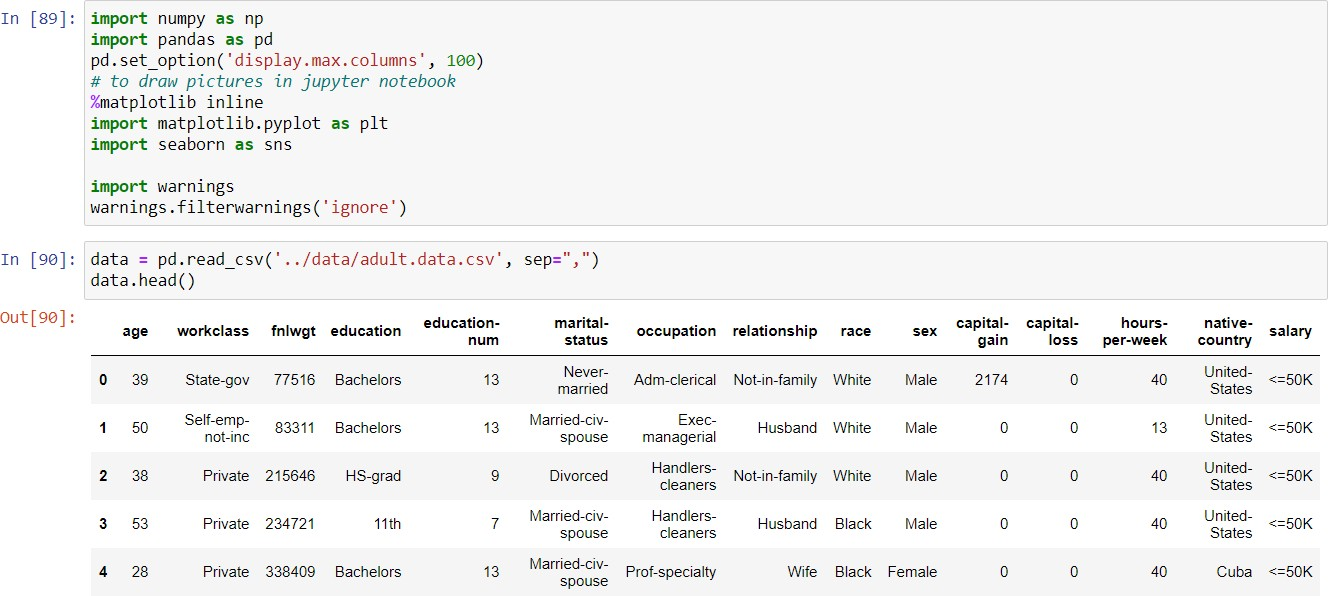 In [89]: import numpy as np
import pandas as pd
pd.set_option('display.max.columns', 100)
# to draw pictures in jupyter notebook
%matplotlib inline
import matplotlib.pyplot as plt
import seaborn as sns
import warnings
warnings.filterwarnings('ignore')
In [90]: data = pd.read_csv('../data/adult.data.csv', sep=",")
data.head()
Out[90]:
age workclass fnlwgt education education-num marital-status occupation relationship race sex capital-gain capital-loss hours-per-week native-country salary
0 39 State-gov 77516 Bachelors 13 Never-married Adm-clerical Not-in-family White Male 2174 0 40 United-States <=50K
1 50 Self-emp-not-inc 83311 Bachelors 13 Married-civ-spouse Exec-managerial Husband White Male 0 0 13 United-States <=50K
2 38 Private 215646 HS-grad 9 Divorced Handlers-cleaners Not-in-family White Male 0 0 40 United-States <=50K
3 53 Private 234721 11th 7 Married-civ-spouse Handlers-cleaners Husband Black Male 0 0 40 United-States <=50K
4 28 Private 338409 Bachelors 13 Married-civ-spouse Prof-specialty Wife Black Female 0 0 40 Cuba <=50K